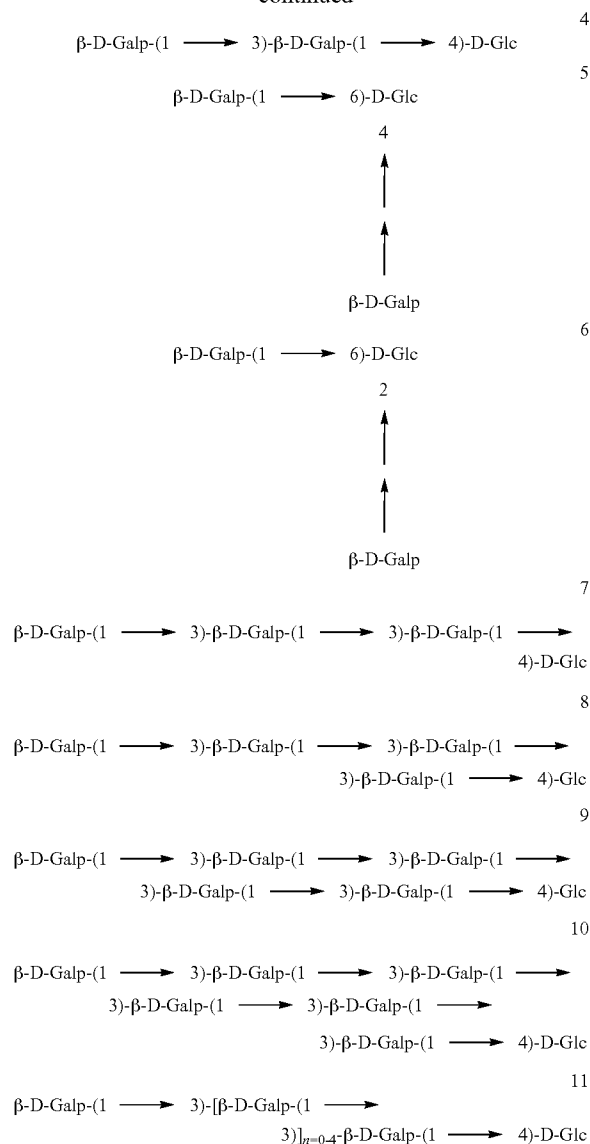 continued
4
β-D-Galp-(1 ⟶ 3)-β-D-Galp-(1 ⟶ 4)-D-Glc
5
β-D-Galp-(1 ⟶ 6)-D-Glc
4
β-D-Galp
6
β-D-Galp-(1 ⟶ 6)-D-Glc
2
β-D-Galp
7
β-D-Galp-(1 ⟶ 3)-β-D-Galp-(1 ⟶ 3)-β-D-Galp-(1 ⟶
4)-D-Glc
8
β-D-Galp-(1 ⟶ 3)-β-D-Galp-(1 ⟶ 3)-β-D-Galp-(1 ⟶
3)-β-D-Galp-(1 ⟶ 4)-Glc
9
β-D-Galp-(1 ⟶ 3)-β-D-Galp-(1 ⟶ 3)-β-D-Galp-(1 ⟶
3)-β-D-Galp-(1 ⟶ 3)-β-D-Galp-(1 ⟶ 4)-Glc
10
β-D-Galp-(1 ⟶ 3)-β-D-Galp-(1 ⟶ 3)-β-D-Galp-(1 ⟶
3)-β-D-Galp-(1 ⟶ 3)-β-D-Galp-(1 ⟶
3)-β-D-Galp-(1 ⟶ 4)-D-Glc
11
β-D-Galp-(1 ⟶ 3)-[β-D-Galp-(1 ⟶
3)]n=0-4-β-D-Galp-(1 ⟶ 4)-D-Glc